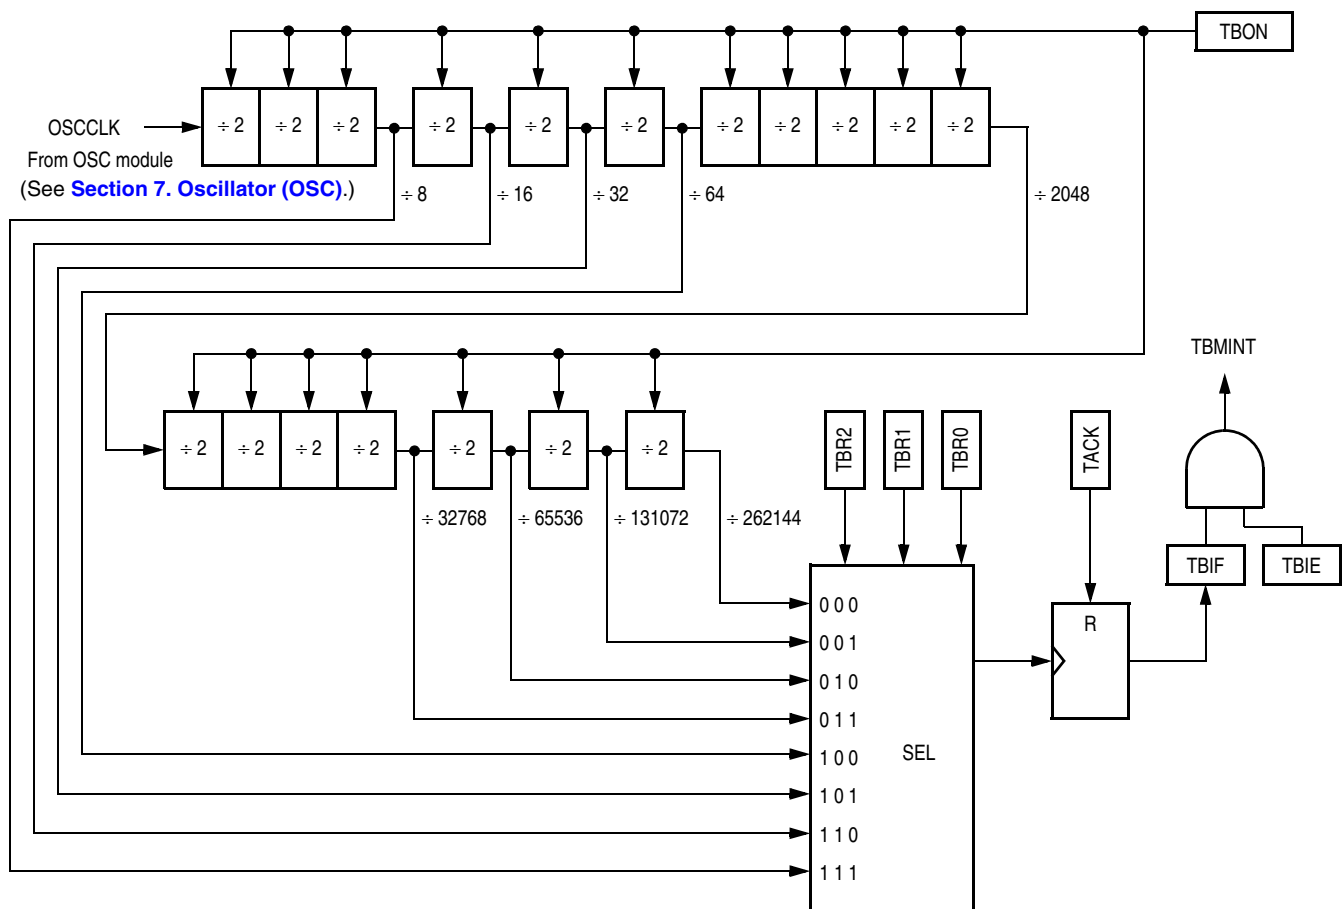 TBON
÷ 2 ÷ 2 ÷ 2 ÷ 2 ÷ 2 ÷ 2 ÷ 2 ÷ 2 ÷ 2 ÷ 2 ÷ 2
OSCCLK
From OSC module
(See Section 7. Oscillator (OSC).)
÷ 8 ÷ 16 ÷ 32 ÷ 64 ÷ 2048
TBMINT
÷ 2 ÷ 2 ÷ 2 ÷ 2 ÷ 2 ÷ 2 ÷ 2
TBR2 TBR1 TBR0 TACK
÷ 32768 ÷ 65536 ÷ 131072 ÷ 262144
TBIF TBIE
0 0 0
R
0 0 1
0 1 0
0 1 1
1 0 0
SEL
1 0 1
1 1 0
1 1 1